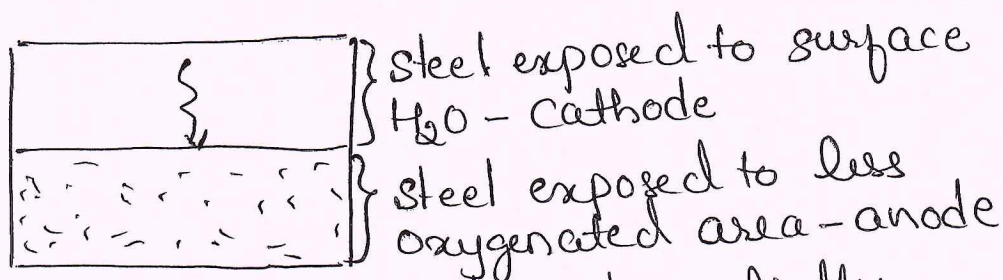 steel exposed to surface
H₂O - Cathode
steel exposed to less
oxygenated area - anode